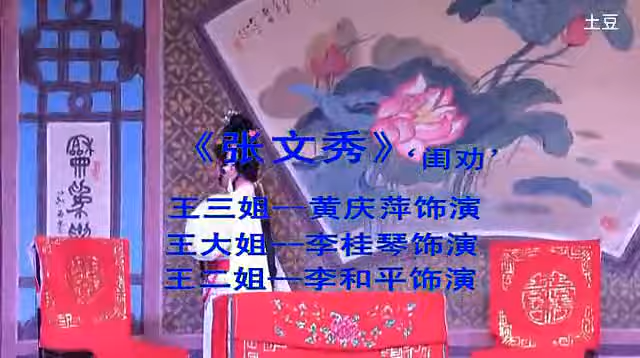 土豆
《张文秀》‘闺劝’
王三姐—黄庆萍饰演
王大姐—李桂琴饰演
王二姐—李和平饰演